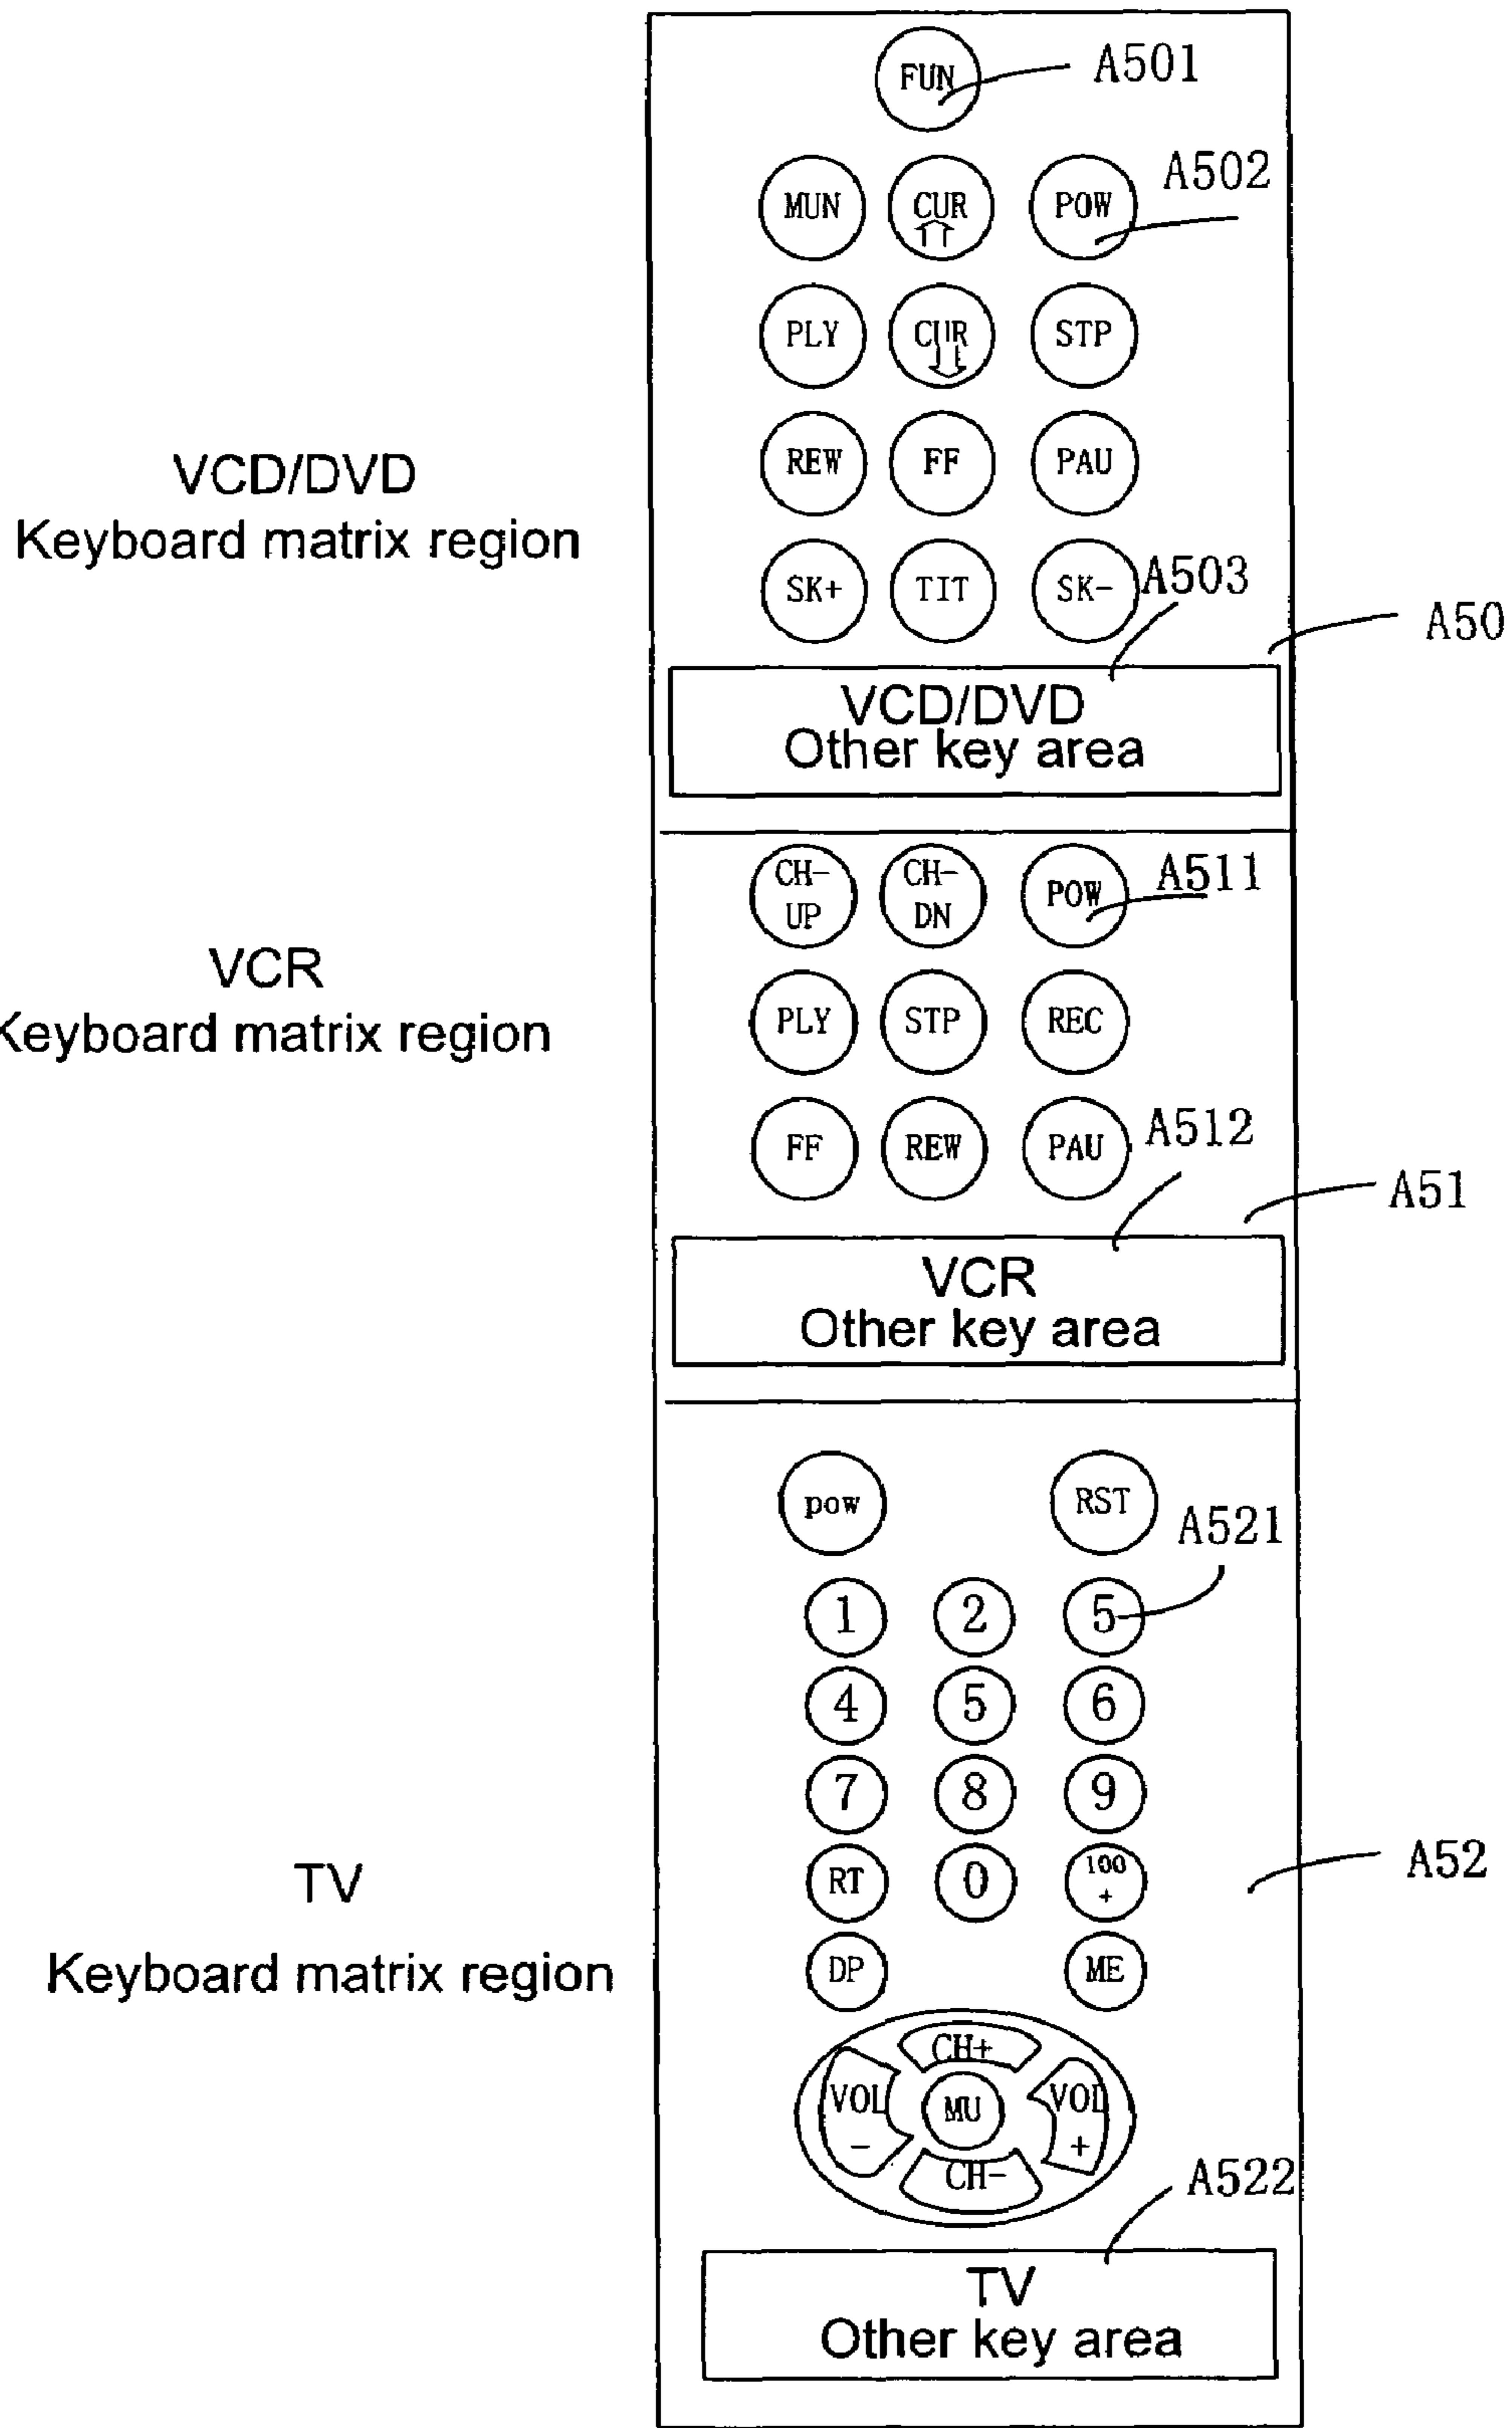 FUN A501
A502
MUN CUR POW
PLY CUR STP
VCD/DVD
Keyboard matrix region
REW FF PAU
SK+ TIT SK- A503
A50
VCD/DVD
Other key area
CH-UP CH-DN POW A511
VCR
Keyboard matrix region
PLY STP REC
FF REW PAU A512
A51
VCR
Other key area
pow RST
A521
1 2 5
4 5 6
7 8 9
TV
Keyboard matrix region
RT 0 100+
A52
DP ME
CH+
VOL- MU VOL+
CH-
A522
TV
Other key area